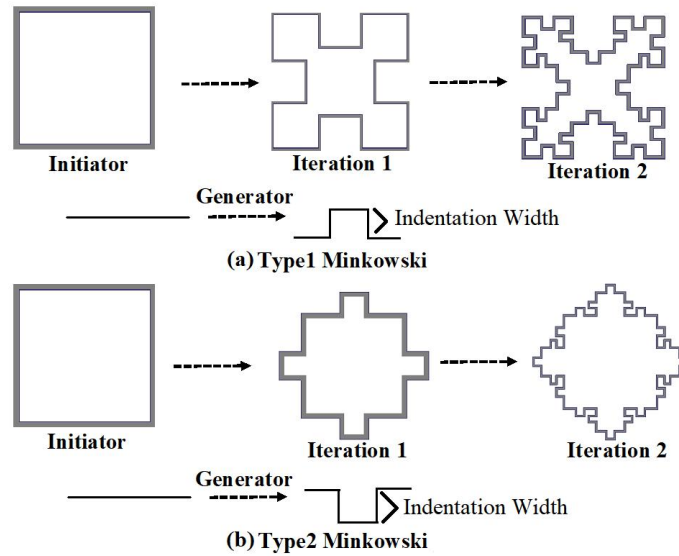 Initiator
Iteration 1
Iteration 2
Generator
Indentation Width
(a) Type1 Minkowski
Initiator
Iteration 1
Iteration 2
Generator
Indentation Width
(b) Type2 Minkowski